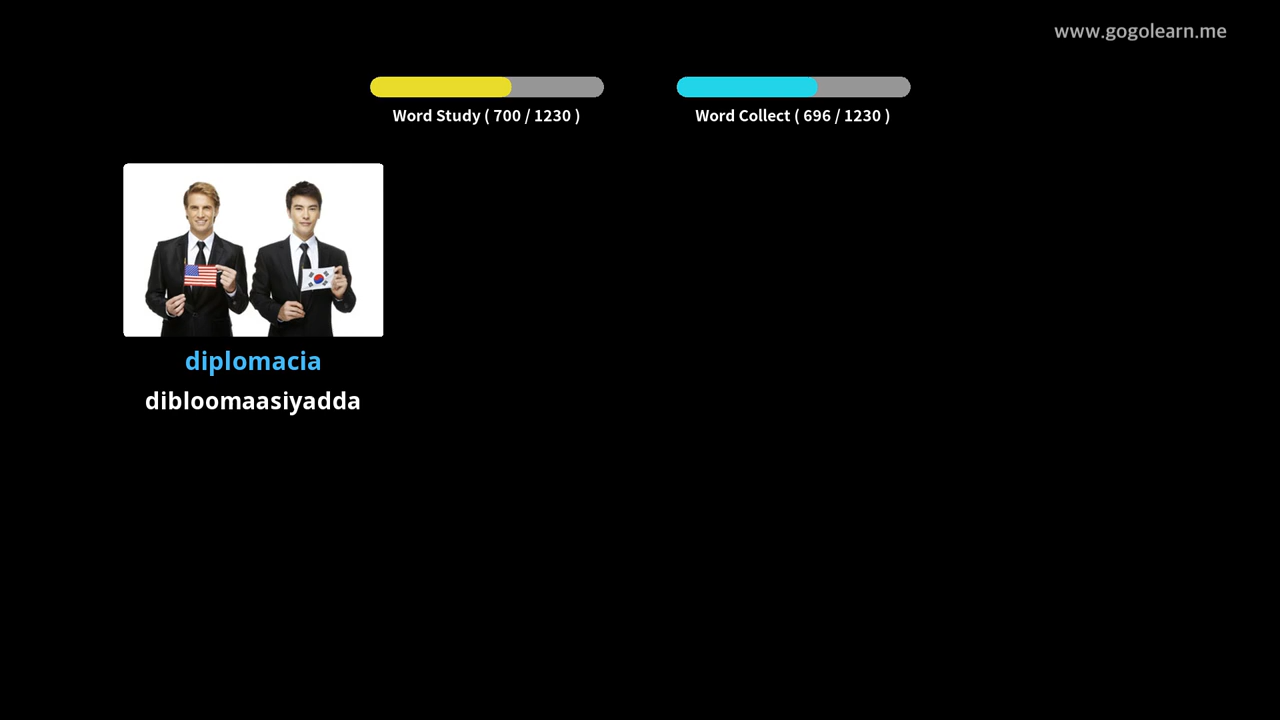 www.gogolearn.me
Word Study ( 700 / 1230 )
Word Collect ( 696 / 1230 )
diplomacia
dibloomaasiyadda